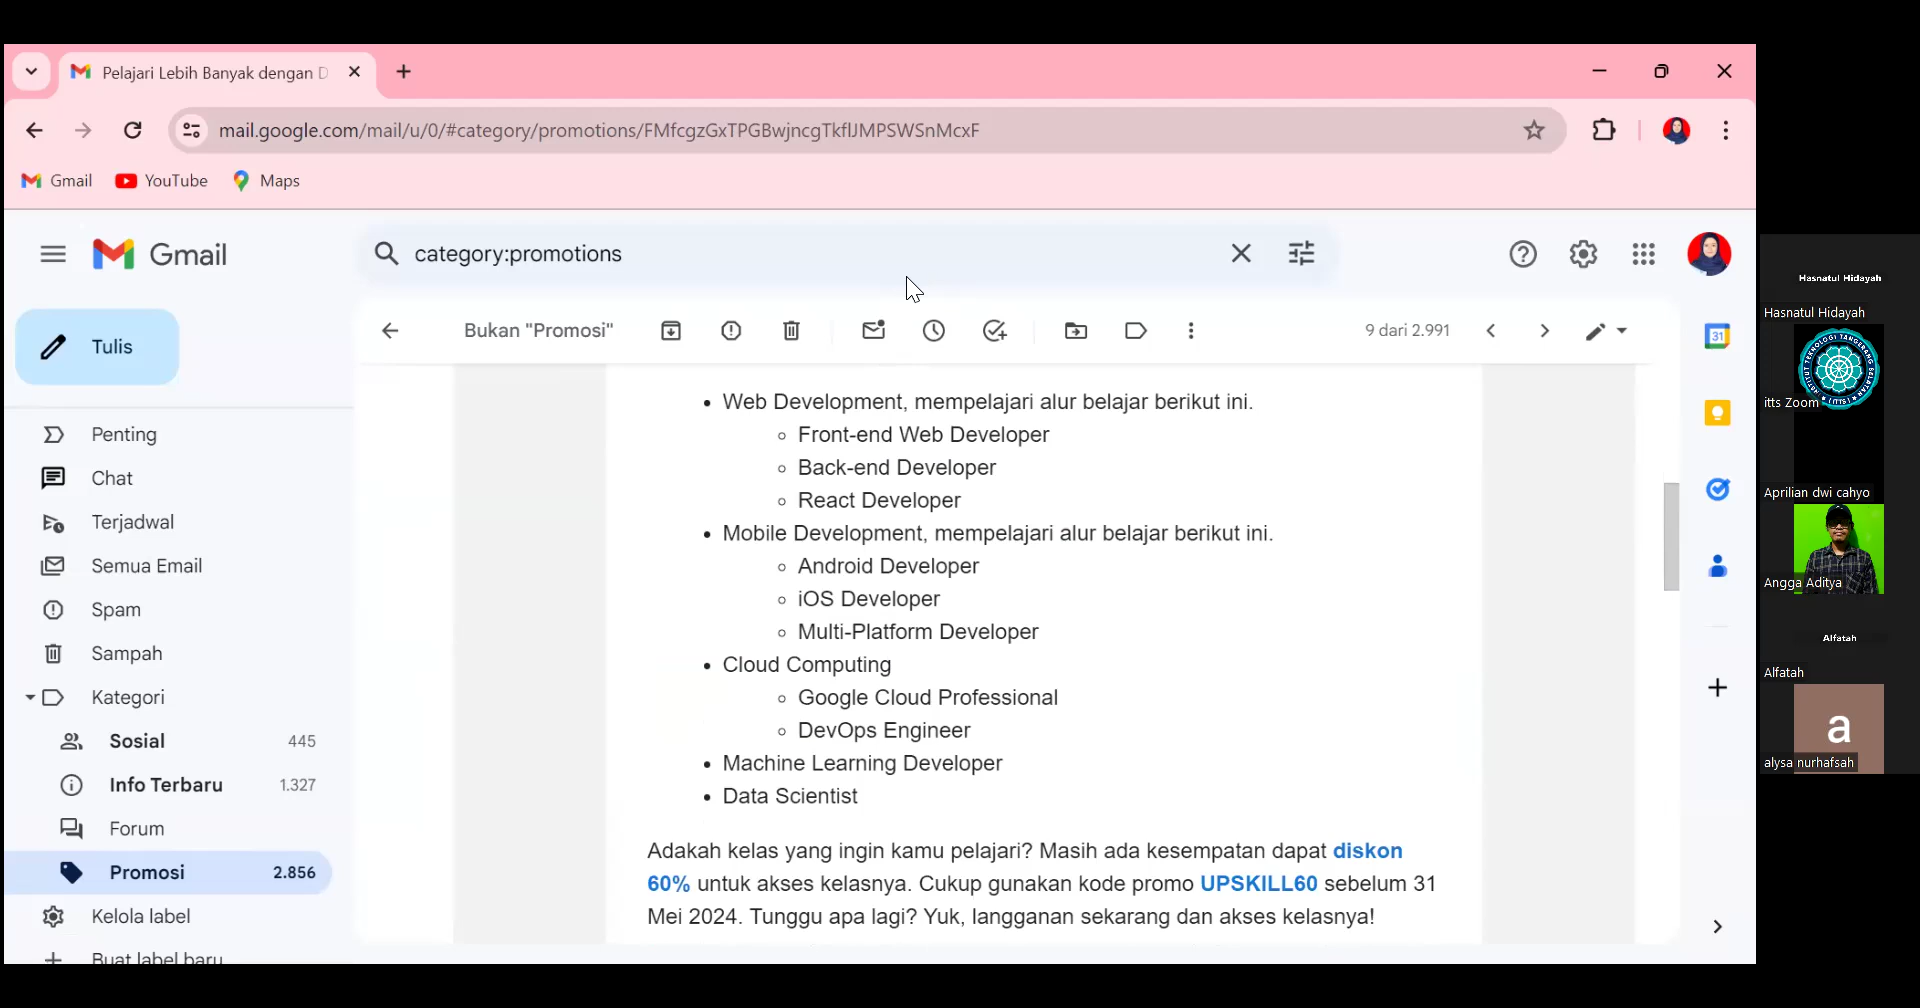 Pelajari Lebih Banyak dengan D
mail.google.com/mail/u/0/#category/promotions/FMfcgzGxTPGBwjncgTkflJMPSWSnMcxF
Gmail YouTube Maps
Gmail
category:promotions
Tulis
Bukan "Promosi"
9 dari 2.991
Penting
Chat
Terjadwal
Semua Email
Spam
Sampah
Kategori
Sosial 445
Info Terbaru 1.327
Forum
Promosi 2.856
Kelola label
Buat label baru
Web Development, mempelajari alur belajar berikut ini.
Front-end Web Developer
Back-end Developer
React Developer
Mobile Development, mempelajari alur belajar berikut ini.
Android Developer
iOS Developer
Multi-Platform Developer
Cloud Computing
Google Cloud Professional
DevOps Engineer
Machine Learning Developer
Data Scientist
Adakah kelas yang ingin kamu pelajari? Masih ada kesempatan dapat diskon
60% untuk akses kelasnya. Cukup gunakan kode promo UPSKILL60 sebelum 31
Mei 2024. Tunggu apa lagi? Yuk, langganan sekarang dan akses kelasnya!
31
Hasnatul Hidayah
Hasnatul Hidayah
INSTITUT TEKNOLOGI TANGERANG SELATAN
(ITTS)
itts Zoom
Aprilian dwi cahyo
Angga Aditya
Alfatah
Alfatah
a
alysa nurhafsah